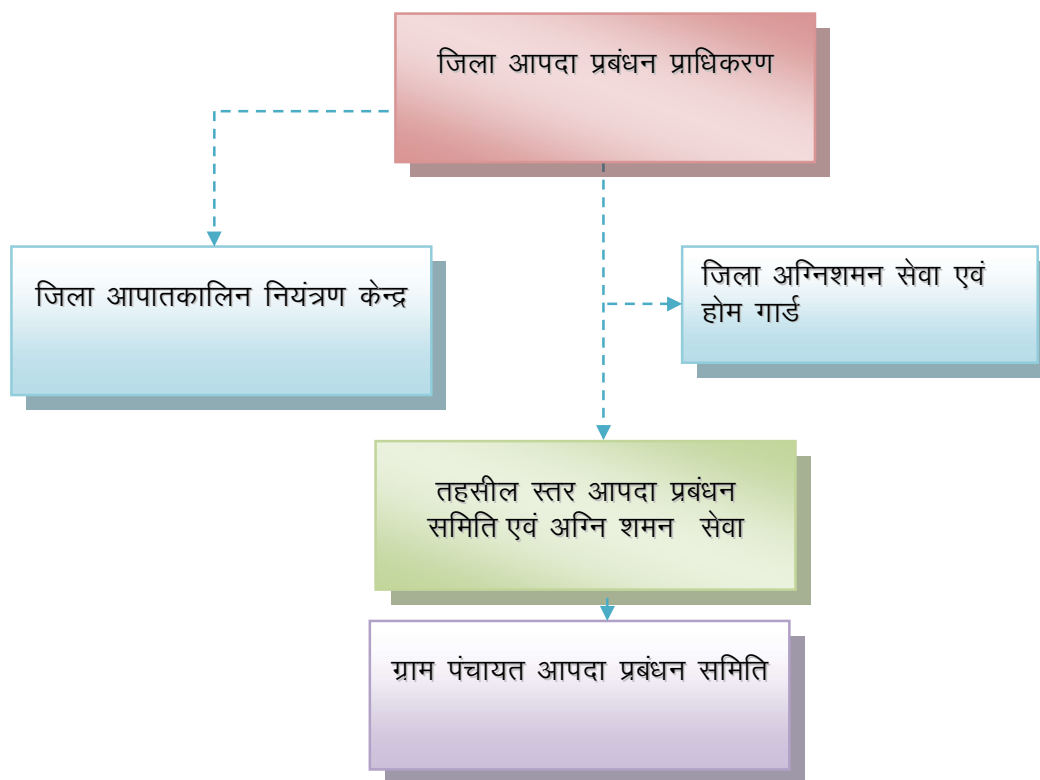 जिला आपदा प्रबंधन प्राधिकरण
जिला आपातकालिन नियंत्रण केन्द्र
जिला अग्निशमन सेवा एवं
होम गार्ड
तहसील स्तर आपदा प्रबंधन
समिति एवं अग्नि शमन सेवा
ग्राम पंचायत आपदा प्रबंधन समिति